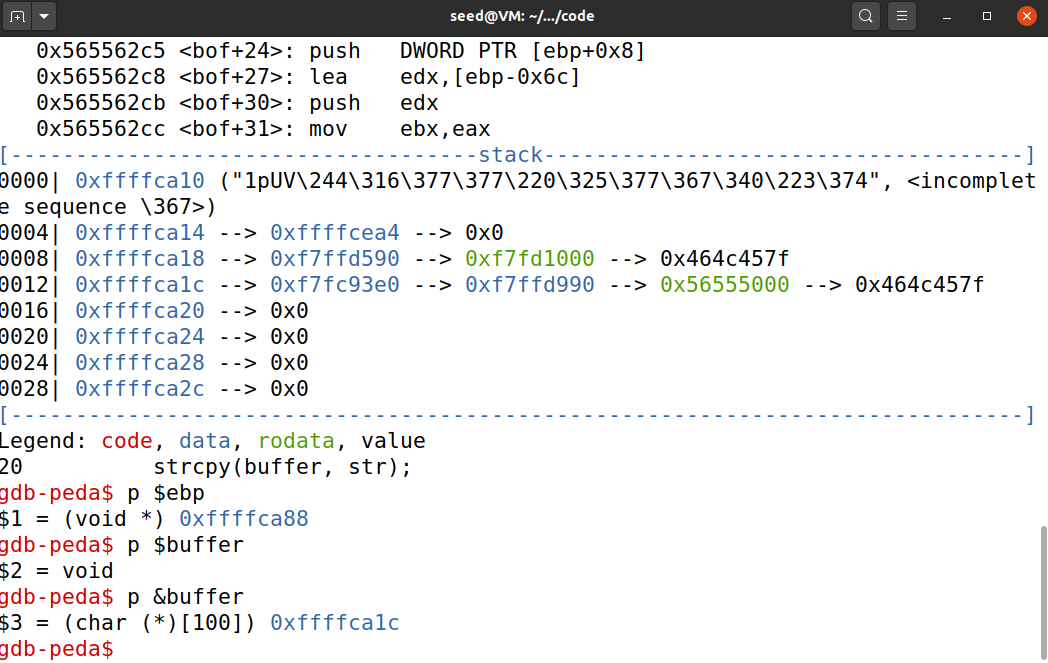 seed@VM: ~/.../code
0x565562c5 <bof+24>: push   DWORD PTR [ebp+0x8]
0x565562c8 <bof+27>: lea    edx,[ebp-0x6c]
0x565562cb <bof+30>: push   edx
0x565562cc <bof+31>: mov    ebx,eax
[------------------------------------stack-------------------------------------]
0000| 0xffffca10 ("1pUV\244\316\377\377\220\325\377\367\340\223\374", <incomplet
e sequence \367>)
0004| 0xffffca14 --> 0xffffcea4 --> 0x0
0008| 0xffffca18 --> 0xf7ffd590 --> 0xf7fd1000 --> 0x464c457f
0012| 0xffffca1c --> 0xf7fc93e0 --> 0xf7ffd990 --> 0x56555000 --> 0x464c457f
0016| 0xffffca20 --> 0x0
0020| 0xffffca24 --> 0x0
0024| 0xffffca28 --> 0x0
0028| 0xffffca2c --> 0x0
[------------------------------------------------------------------------------]
Legend: code, data, rodata, value
20          strcpy(buffer, str);
gdb-peda$ p $ebp
$1 = (void *) 0xffffca88
gdb-peda$ p $buffer
$2 = void
gdb-peda$ p &buffer
$3 = (char (*)[100]) 0xffffca1c
gdb-peda$